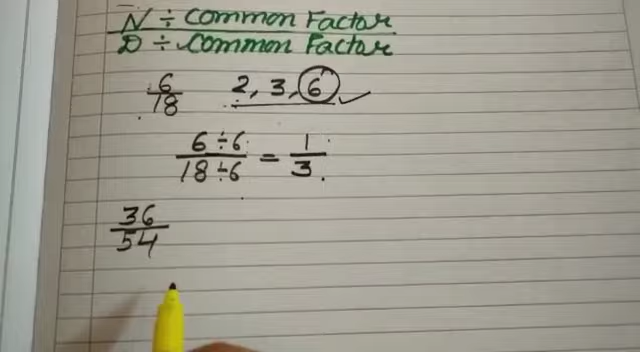 N ÷ Common Factor
D ÷ Common Factor
6
18
2, 3, 6 ✓
6 ÷ 6
18 ÷ 6
=
1
3
36
54